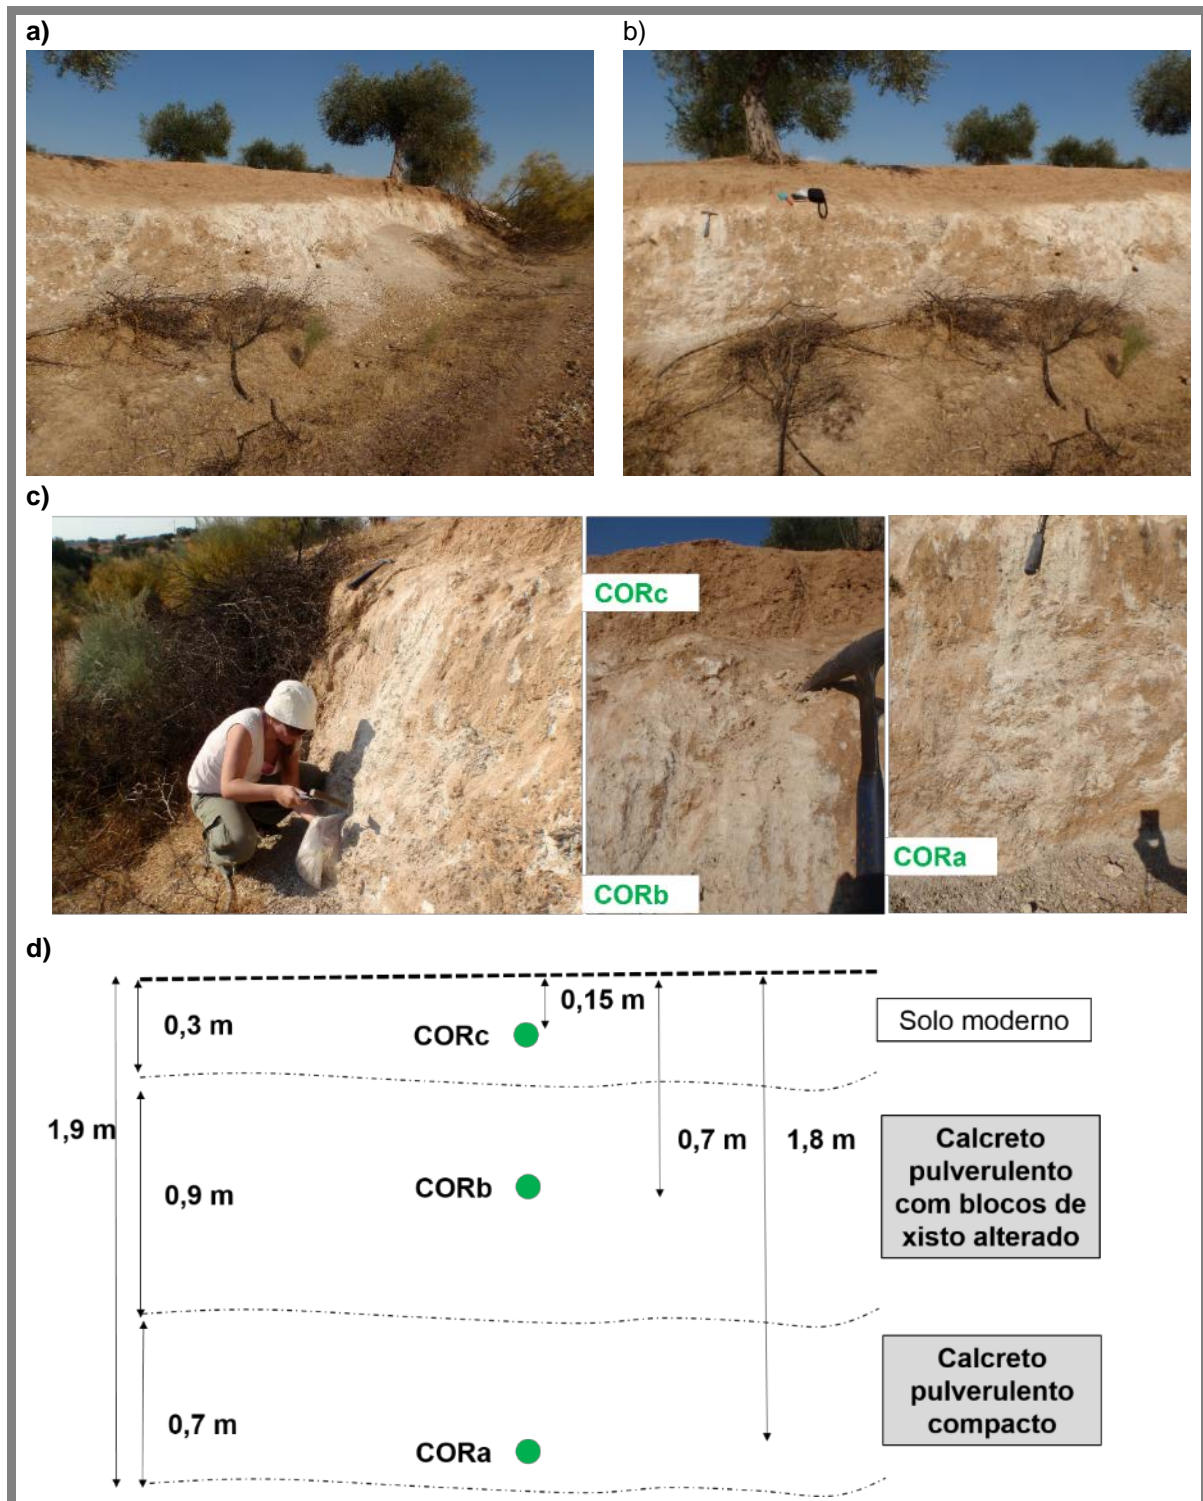 a)
b)
c)
CORc
CORb
CORa
d)
0,15 m
0,3 m
CORc
Solo moderno
1,9 m
0,7 m
1,8 m
0,9 m
CORb
Calcreto
pulverulento
com blocos de
xisto alterado
0,7 m
CORa
Calcreto
pulverulento
compacto